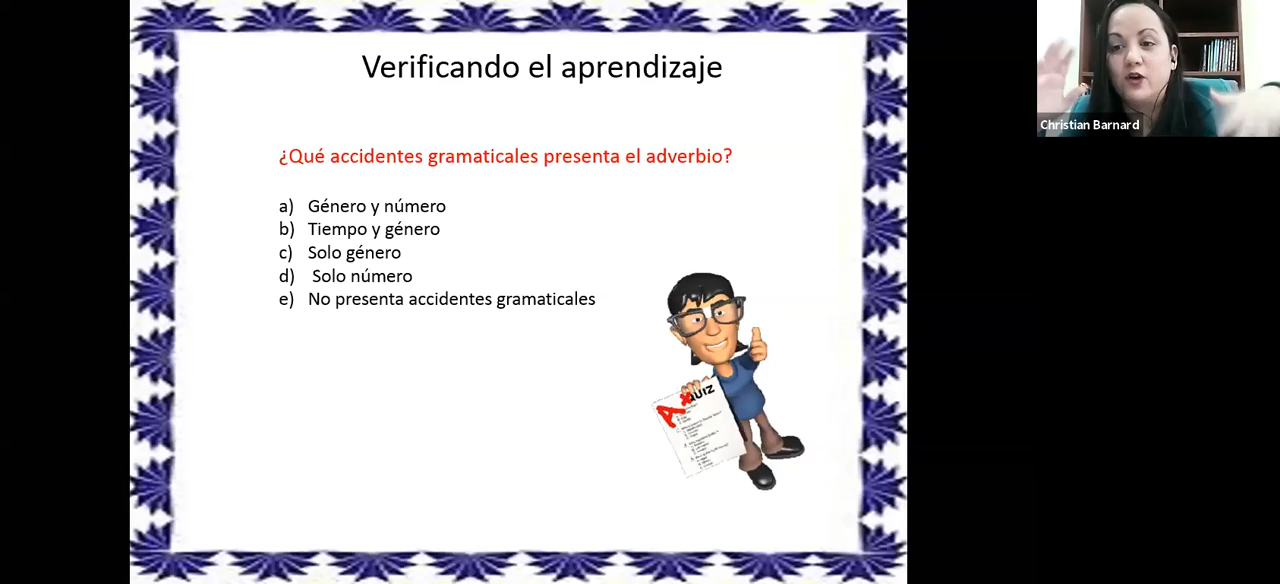 Verificando el aprendizaje
Christian Barnard
¿Qué accidentes gramaticales presenta el adverbio?
a) Género y número
b) Tiempo y género
c) Solo género
d) Solo número
e) No presenta accidentes gramaticales
A+ QUIZ